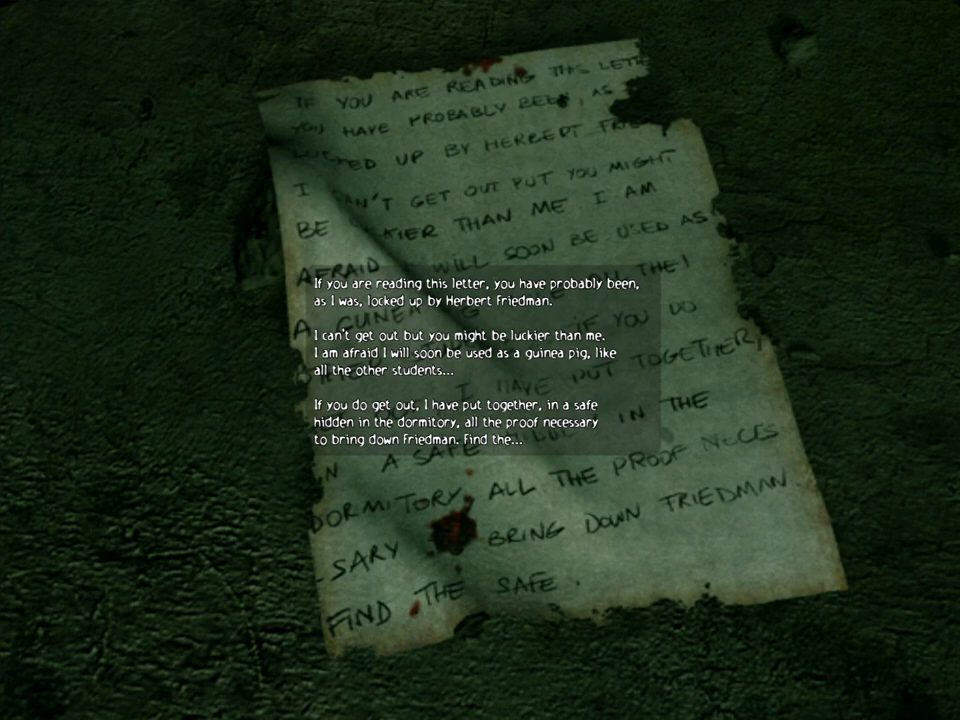 IF YOU ARE READING THIS LETTE
YOU HAVE PROBABLY BEEN, AS
LOCKED UP BY HERBERT FRIE
I CAN'T GET OUT PUT YOU MIGHT
BE LUCKIER THAN ME I AM
AFRAID I WILL SOON BE USED AS
A GUINEA PIG
IF YOU DO
I HAVE PUT TOGETHER,
IN A SAFE IN THE
DORMITORY, ALL THE PROOF NECES
-SARY BRING DOWN FRIEDMAN
FIND THE SAFE.
If you are reading this letter, you have probably been,
as I was, locked up by Herbert Friedman.
I can't get out but you might be luckier than me.
I am afraid I will soon be used as a guinea pig, like
all the other students...
If you do get out, I have put together, in a safe
hidden in the dormitory, all the proof necessary
to bring down Friedman. Find the...